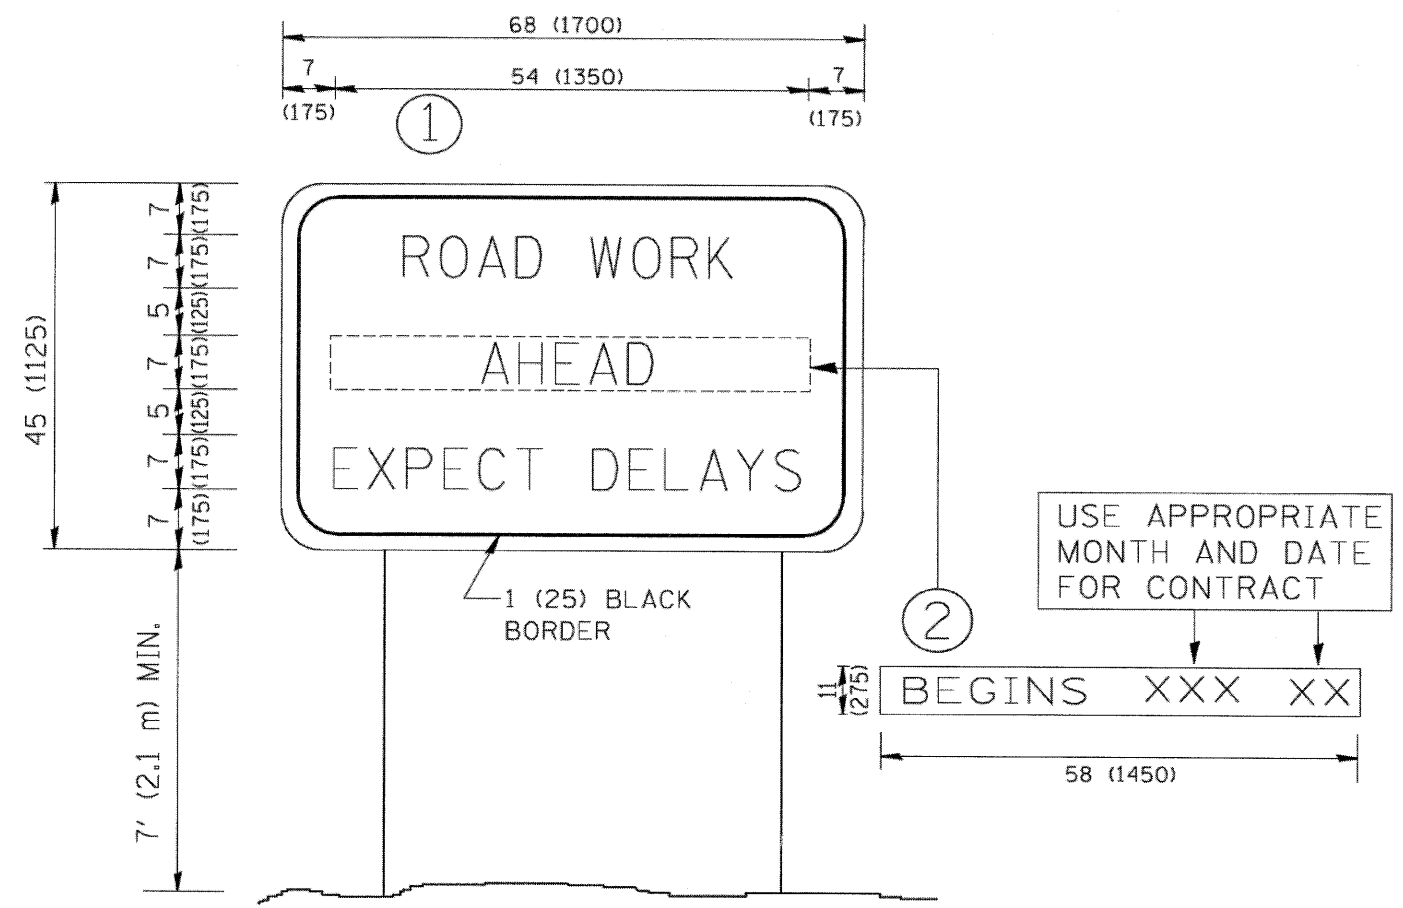 68 (1700)
7
54 (1350)
7
(175)
(175)
1
45 (1125)
7
(175)
7
(175)
5
(125)
7
(175)
5
(125)
7
(175)
7
(175)
ROAD WORK
AHEAD
EXPECT DELAYS
1 (25) BLACK
BORDER
7' (2.1 m) MIN.
2
USE APPROPRIATE
MONTH AND DATE
FOR CONTRACT
11
(275)
BEGINS XXX XX
58 (1450)